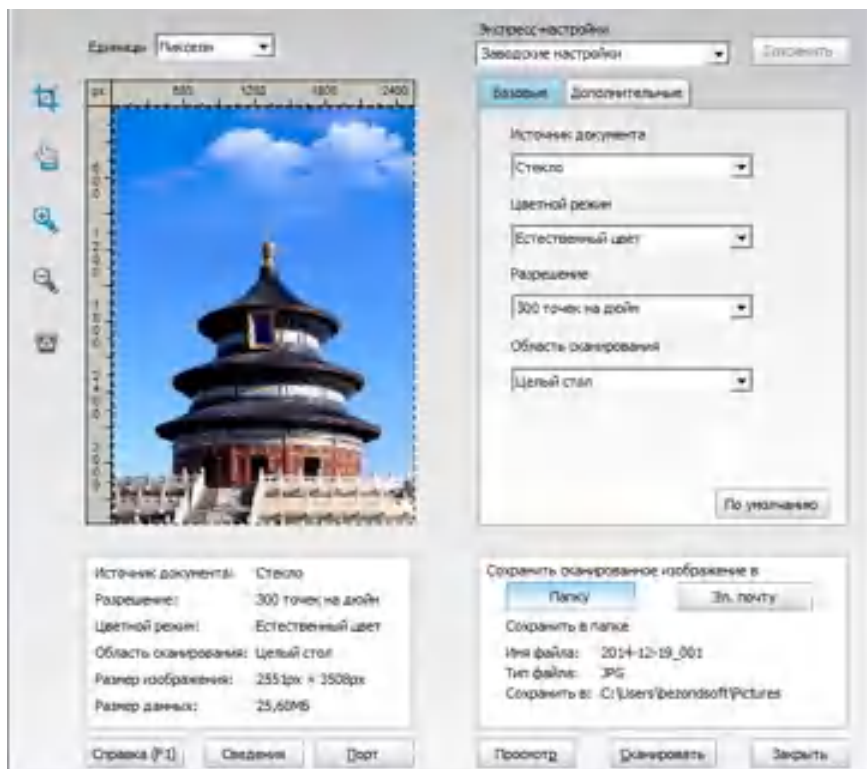 Единицы Пиксели
Экспресс-настройки
Заводские настройки
Сохранить
px 600 1200 1800 2400
Базовые Дополнительные
Источник документа
Стекло
Цветной режим
Естественный цвет
Разрешение
300 точек на дюйм
Область сканирования
Целый стол
По умолчанию
Источник документа: Стекло
Разрешение: 300 точек на дюйм
Цветной режим: Естественный цвет
Область сканирования: Целый стол
Размер изображения: 2551px × 3508px
Размер данных: 25,60МБ
Сохранить сканированное изображение в
Папку Эл. почту
Сохранить в папке
Имя файла: 2014-12-19_001
Тип файла: JPG
Сохранить в: C:\Users\bezondsoft\Pictures
Справка (F1) Сведения Порт
Просмотр Сканировать Закрыть